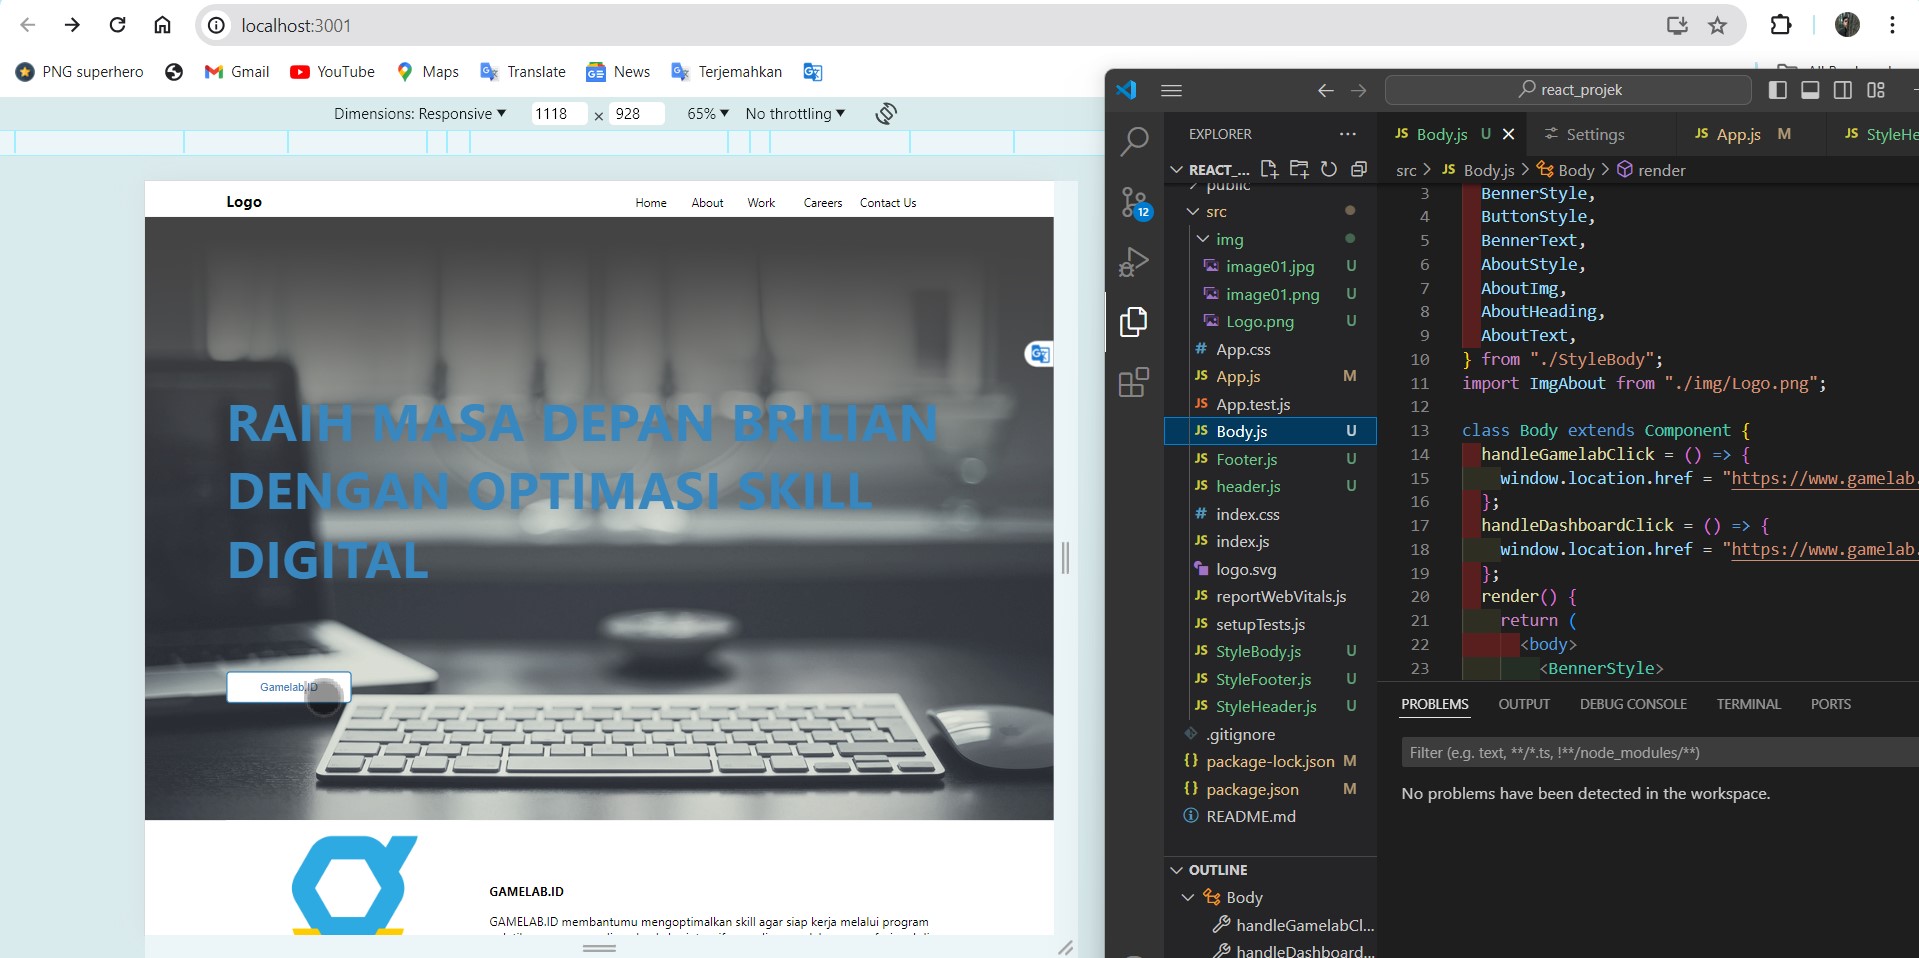 localhost:3001
PNG superhero
Gmail
YouTube
Maps
Translate
News
Terjemahkan
Dimensions: Responsive
1118 × 928
65%
No throttling
Logo
Home About Work Careers Contact Us
RAIH MASA DEPAN BRILIAN
DENGAN OPTIMASI SKILL
DIGITAL
Gamelab.ID
GAMELAB.ID
GAMELAB.ID membantumu mengoptimalkan skill agar siap kerja melalui program
react_projek
EXPLORER
REACT_...
public
src
img
image01.jpg U
image01.png U
Logo.png U
App.css
App.js M
App.test.js
Body.js U
Footer.js U
header.js U
index.css
index.js
logo.svg
reportWebVitals.js
setupTests.js
StyleBody.js U
StyleFooter.js U
StyleHeader.js U
.gitignore
package-lock.json M
package.json M
README.md
OUTLINE
Body
handleGamelabCl...
handleDashboard...
12
Body.js U
Settings
App.js M
StyleHe
src > Body.js > Body > render
3 BennerStyle,
4 ButtonStyle,
5 BennerText,
6 AboutStyle,
7 AboutImg,
8 AboutHeading,
9 AboutText,
10 } from "./StyleBody";
11 import ImgAbout from "./img/Logo.png";
12
13 class Body extends Component {
14 handleGamelabClick = () => {
15 window.location.href = "https://www.gamelab.
16 };
17 handleDashboardClick = () => {
18 window.location.href = "https://www.gamelab.
19 };
20 render() {
21 return (
22 <body>
23 <BennerStyle>
PROBLEMS OUTPUT DEBUG CONSOLE TERMINAL PORTS
Filter (e.g. text, **/*.ts, !**/node_modules/**)
No problems have been detected in the workspace.